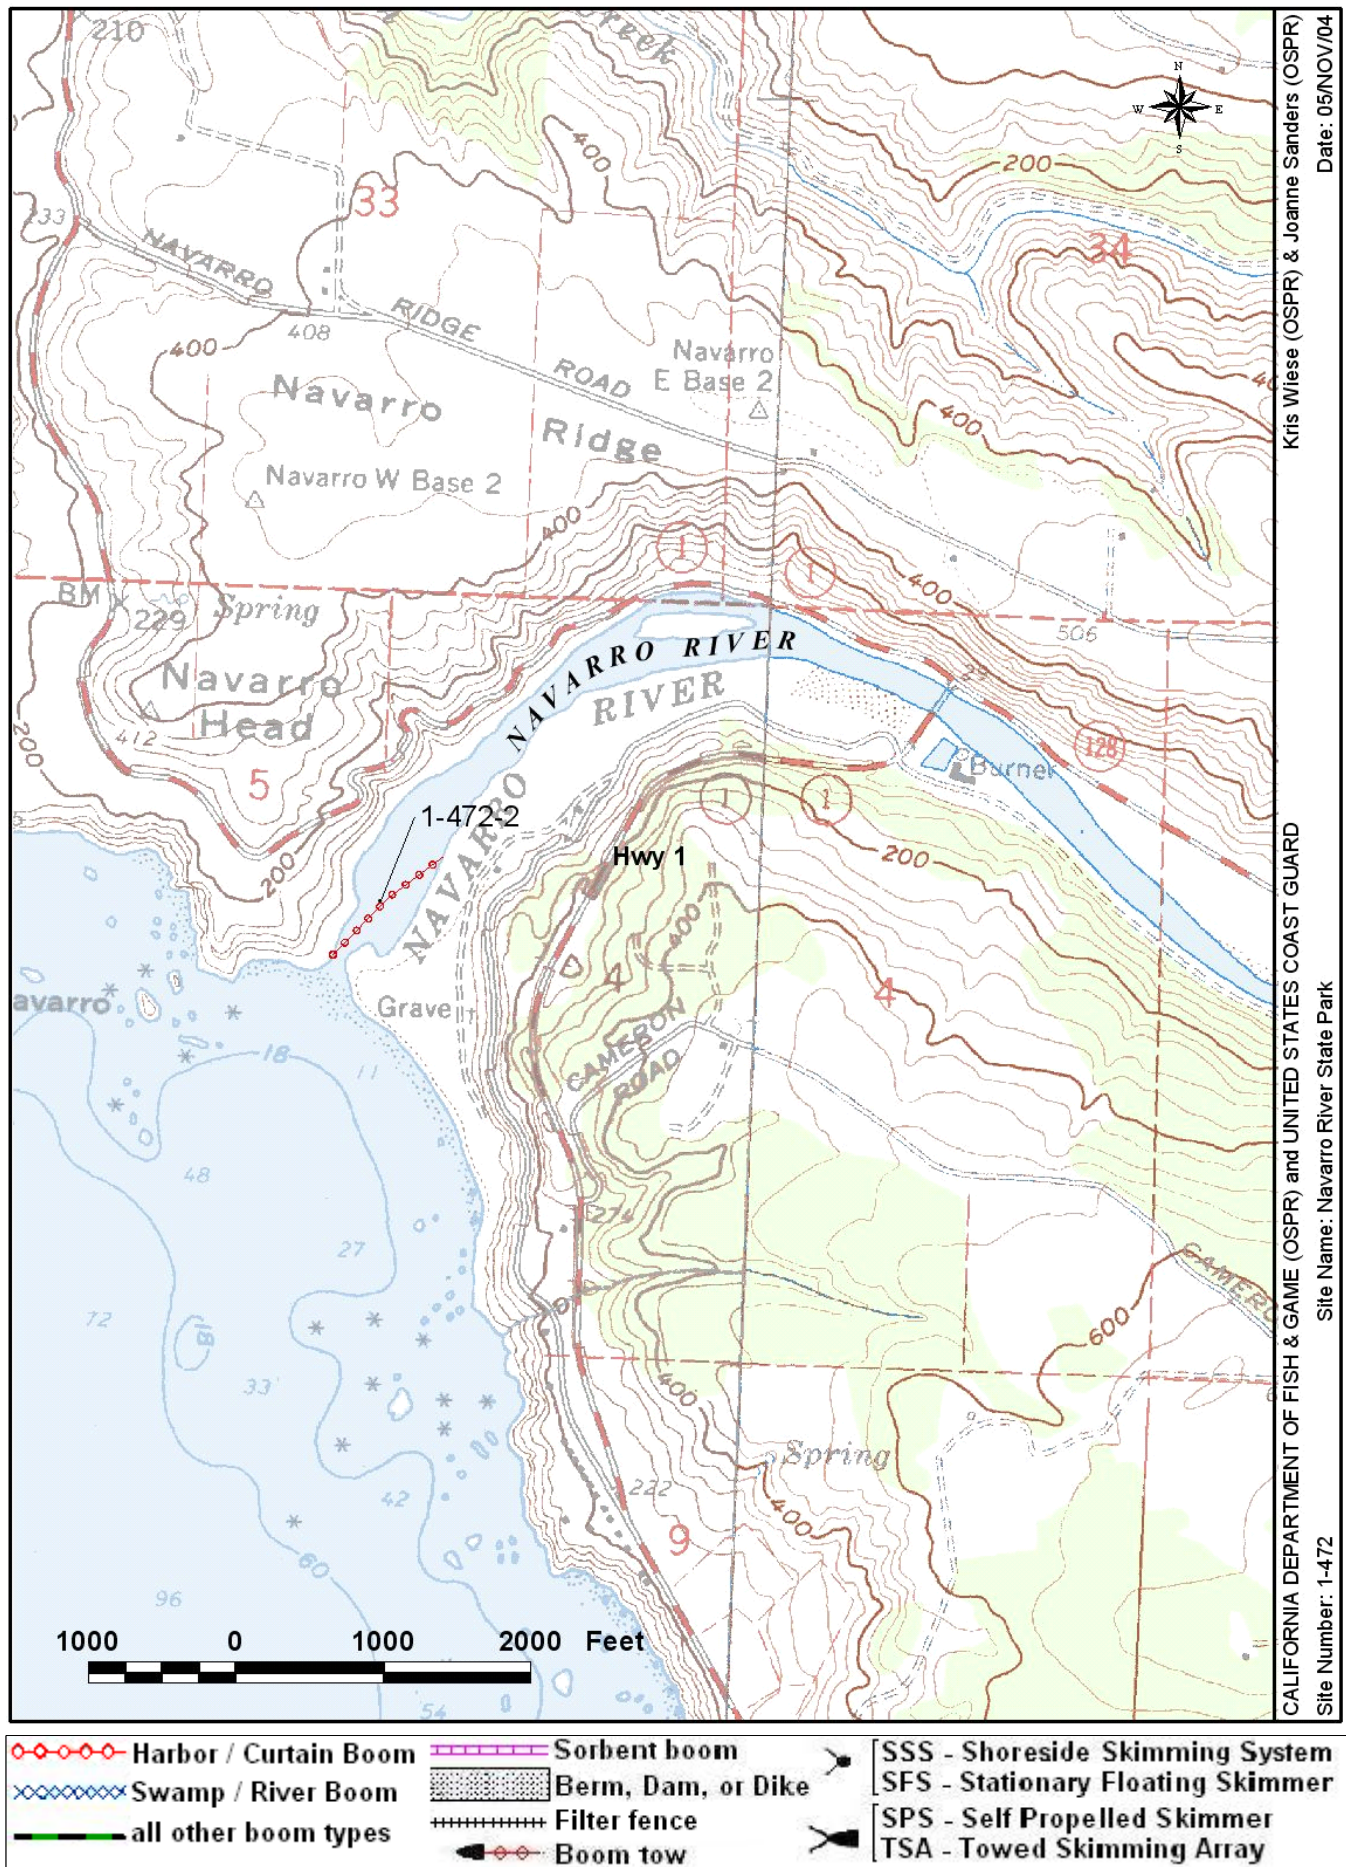 210
Creek
N
W E
S
400
200
33
233
34
NAVARRO
RIDGE
408
400
ROAD
Navarro
E Base 2
Navarro
Ridge
400
Navarro W Base 2
400
1
1
400
BM
229
Spring
506
NAVARRO RIVER
29
Navarro
Head
RIVER
412
200
128
5
Burner
1
1
1-472-2
NAVARRO
Hwy 1
200
200
400
4
4
avarro
Gravel
CAMERON
ROAD
18
11
48
274
27
CAMERO
72
18
600
33
400
6
Spring
42
222
400
9
60
96
1000 0 1000 2000 Feet
54
Kris Wiese (OSPR) & Joanne Sanders (OSPR)
Date: 05/NOV/04
CALIFORNIA DEPARTMENT OF FISH & GAME (OSPR) and UNITED STATES COAST GUARD
Site Number: 1-472
Site Name: Navarro River State Park
Harbor / Curtain Boom
Swamp / River Boom
all other boom types
Sorbent boom
Berm, Dam, or Dike
Filter fence
Boom tow
SSS - Shoreside Skimming System
SFS - Stationary Floating Skimmer
SPS - Self Propelled Skimmer
TSA - Towed Skimming Array